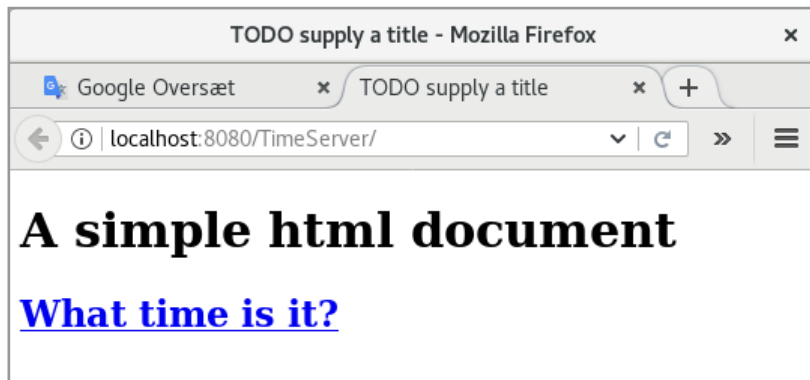 TODO supply a title - Mozilla Firefox
Google Oversæt TODO supply a title
localhost:8080/TimeServer/
A simple html document
What time is it?